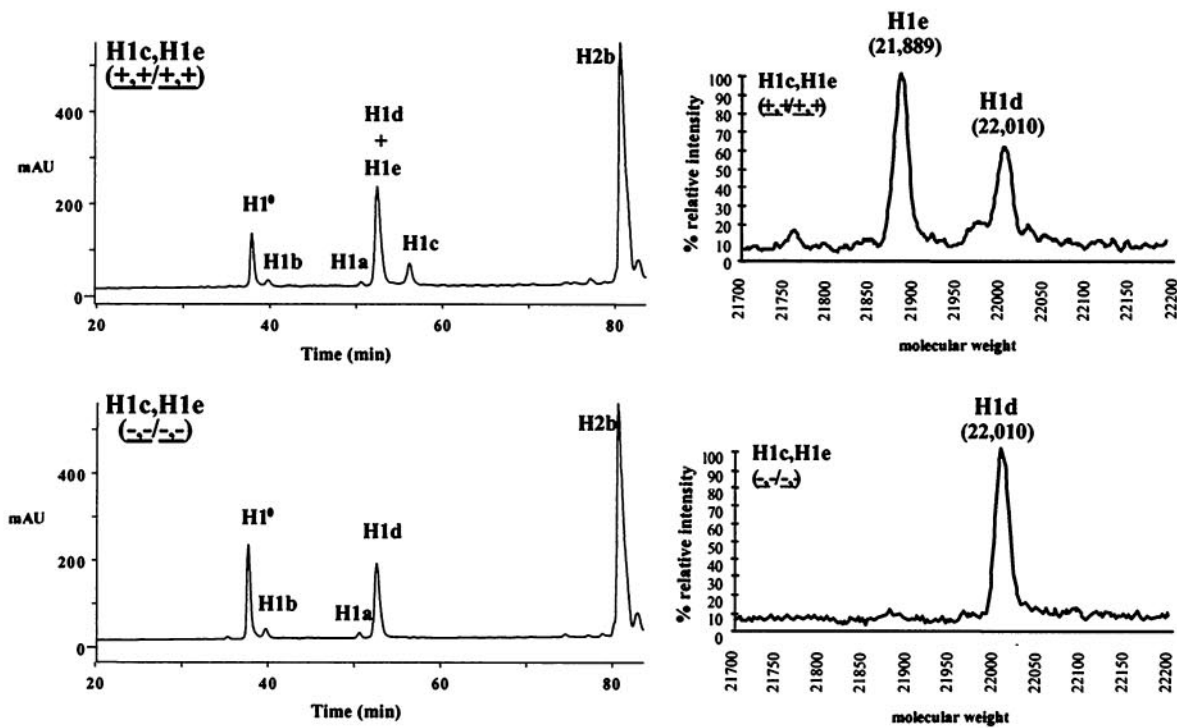 H1c,H1e
(+,+/+,+)
H2b
400
H1d
+
H1e
mAU
200
H1⁰
H1b
H1a
H1c
0
20
40
60
80
Time (min)
H1e
(21,889)
H1c,H1e
(+,+/+,+)
H1d
(22,010)
% relative intensity
100
90
80
70
60
50
40
30
20
10
0
21700
21750
21800
21850
21900
21950
22000
22050
22100
22150
22200
molecular weight
H1c,H1e
(-,-/-,-)
H2b
400
mAU
H1⁰
H1d
200
H1b
H1a
0
20
40
60
80
Time (min)
H1d
(22,010)
H1c,H1e
(-,-/-,-)
% relative intensity
100
90
80
70
60
50
40
30
20
10
0
21700
21750
21800
21850
21900
21950
22000
22050
22100
22150
22200
molecular weight